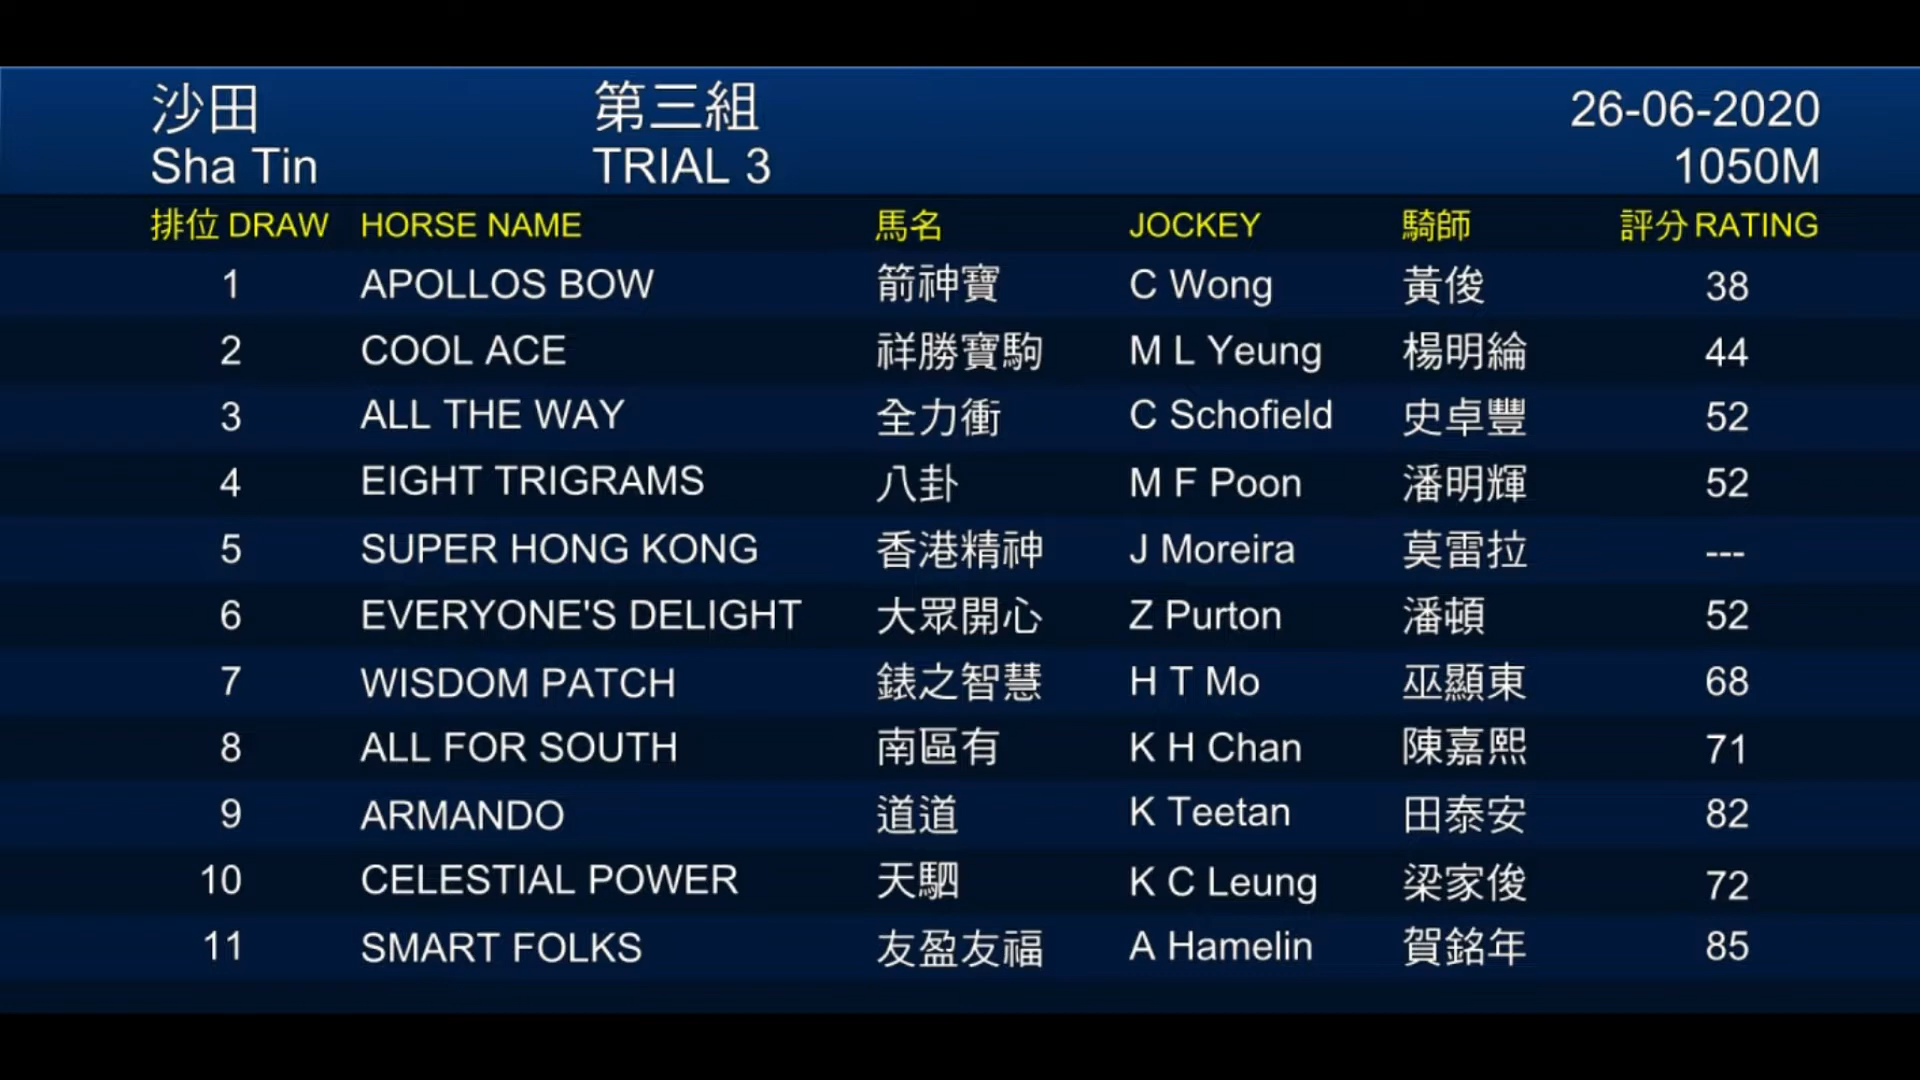 沙田 第三組 26-06-2020
Sha Tin TRIAL 3 1050M
排位 DRAW HORSE NAME 馬名 JOCKEY 騎師 評分 RATING
1 APOLLOS BOW 箭神寶 C Wong 黃俊 38
2 COOL ACE 祥勝寶駒 M L Yeung 楊明綸 44
3 ALL THE WAY 全力衝 C Schofield 史卓豐 52
4 EIGHT TRIGRAMS 八卦 M F Poon 潘明輝 52
5 SUPER HONG KONG 香港精神 J Moreira 莫雷拉 ---
6 EVERYONE'S DELIGHT 大眾開心 Z Purton 潘頓 52
7 WISDOM PATCH 錶之智慧 H T Mo 巫顯東 68
8 ALL FOR SOUTH 南區有 K H Chan 陳嘉熙 71
9 ARMANDO 道道 K Teetan 田泰安 82
10 CELESTIAL POWER 天駟 K C Leung 梁家俊 72
11 SMART FOLKS 友盈友福 A Hamelin 賀銘年 85